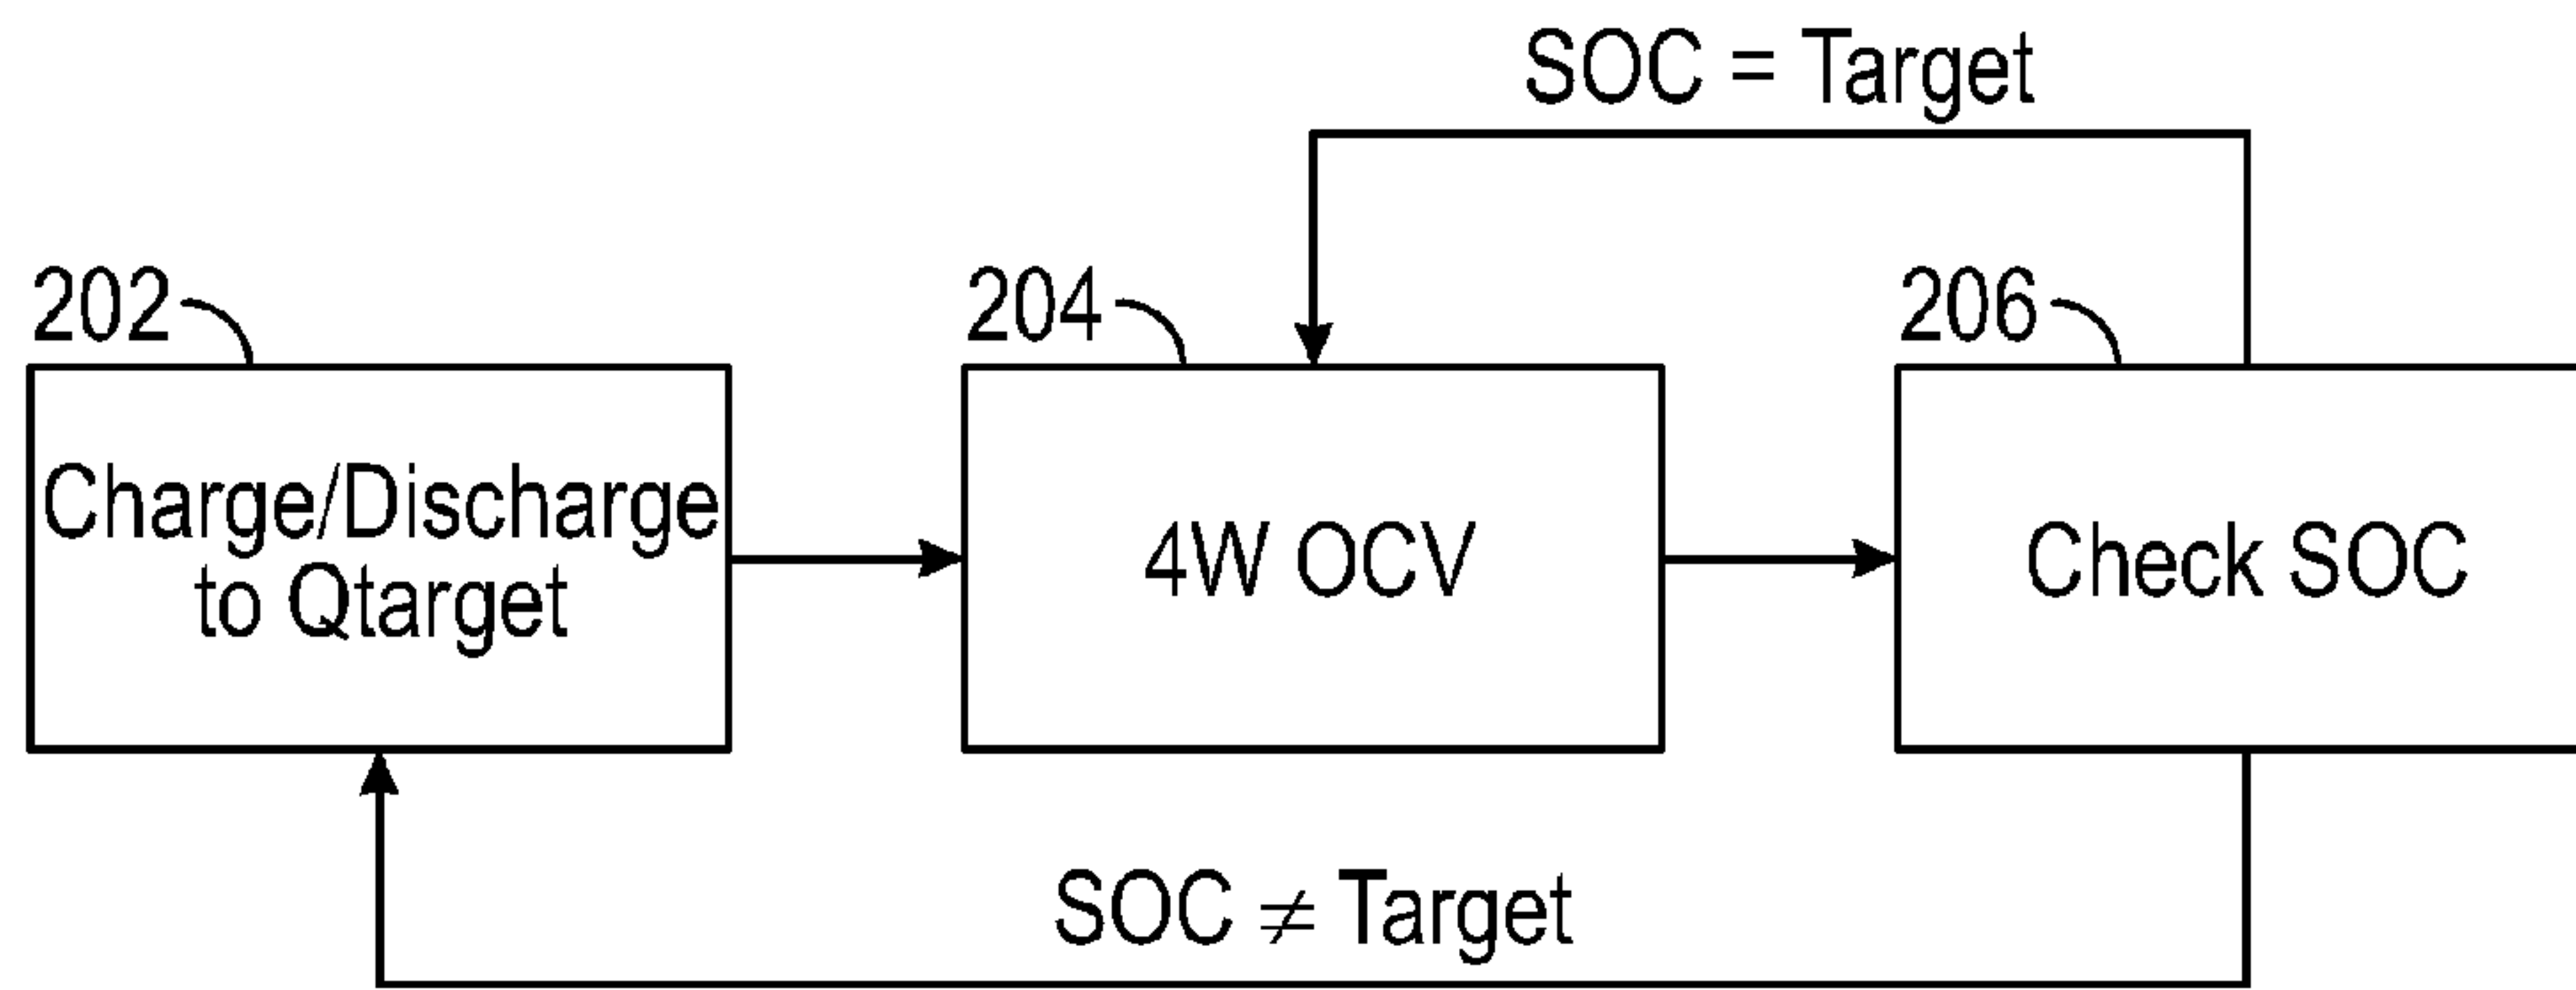 SOC = Target
202
204
206
Charge/Discharge
to Qtarget
4W OCV
Check SOC
SOC ≠ Target